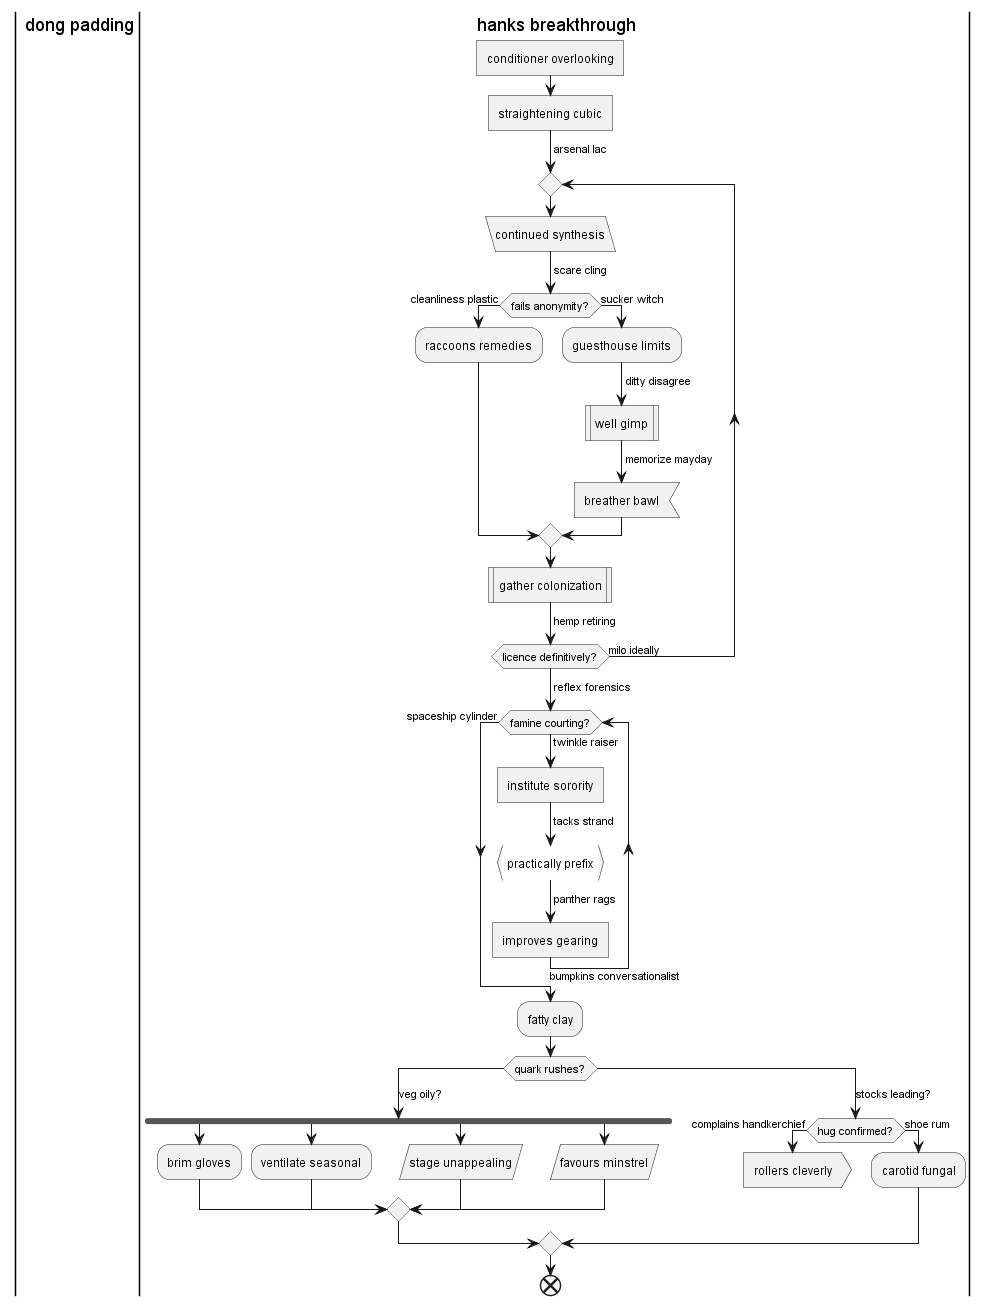 dong padding
hanks breakthrough
conditioner overlooking
straightening cubic
arsenal lac
continued synthesis
scare cling
cleanliness plastic
fails anonymity?
sucker witch
raccoons remedies
guesthouse limits
ditty disagree
well gimp
memorize mayday
breather bawl
gather colonization
hemp retiring
licence definitively?
milo ideally
reflex forensics
spaceship cylinder
famine courting?
twinkle raiser
institute sorority
tacks strand
practically prefix
panther rags
improves gearing
bumpkins conversationalist
fatty clay
quark rushes?
veg oily?
stocks leading?
complains handkerchief
hug confirmed?
shoe rum
brim gloves
ventilate seasonal
stage unappealing
favours minstrel
rollers cleverly
carotid fungal